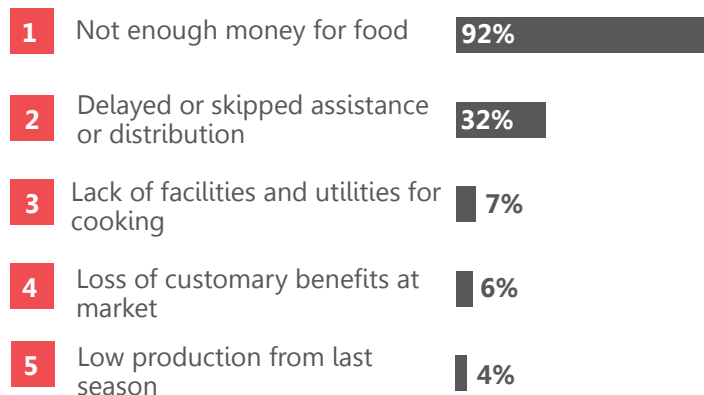 1 Not enough money for food 92%
2 Delayed or skipped assistance
or distribution 32%
3 Lack of facilities and utilities for
cooking 7%
4 Loss of customary benefits at
market 6%
5 Low production from last
season 4%